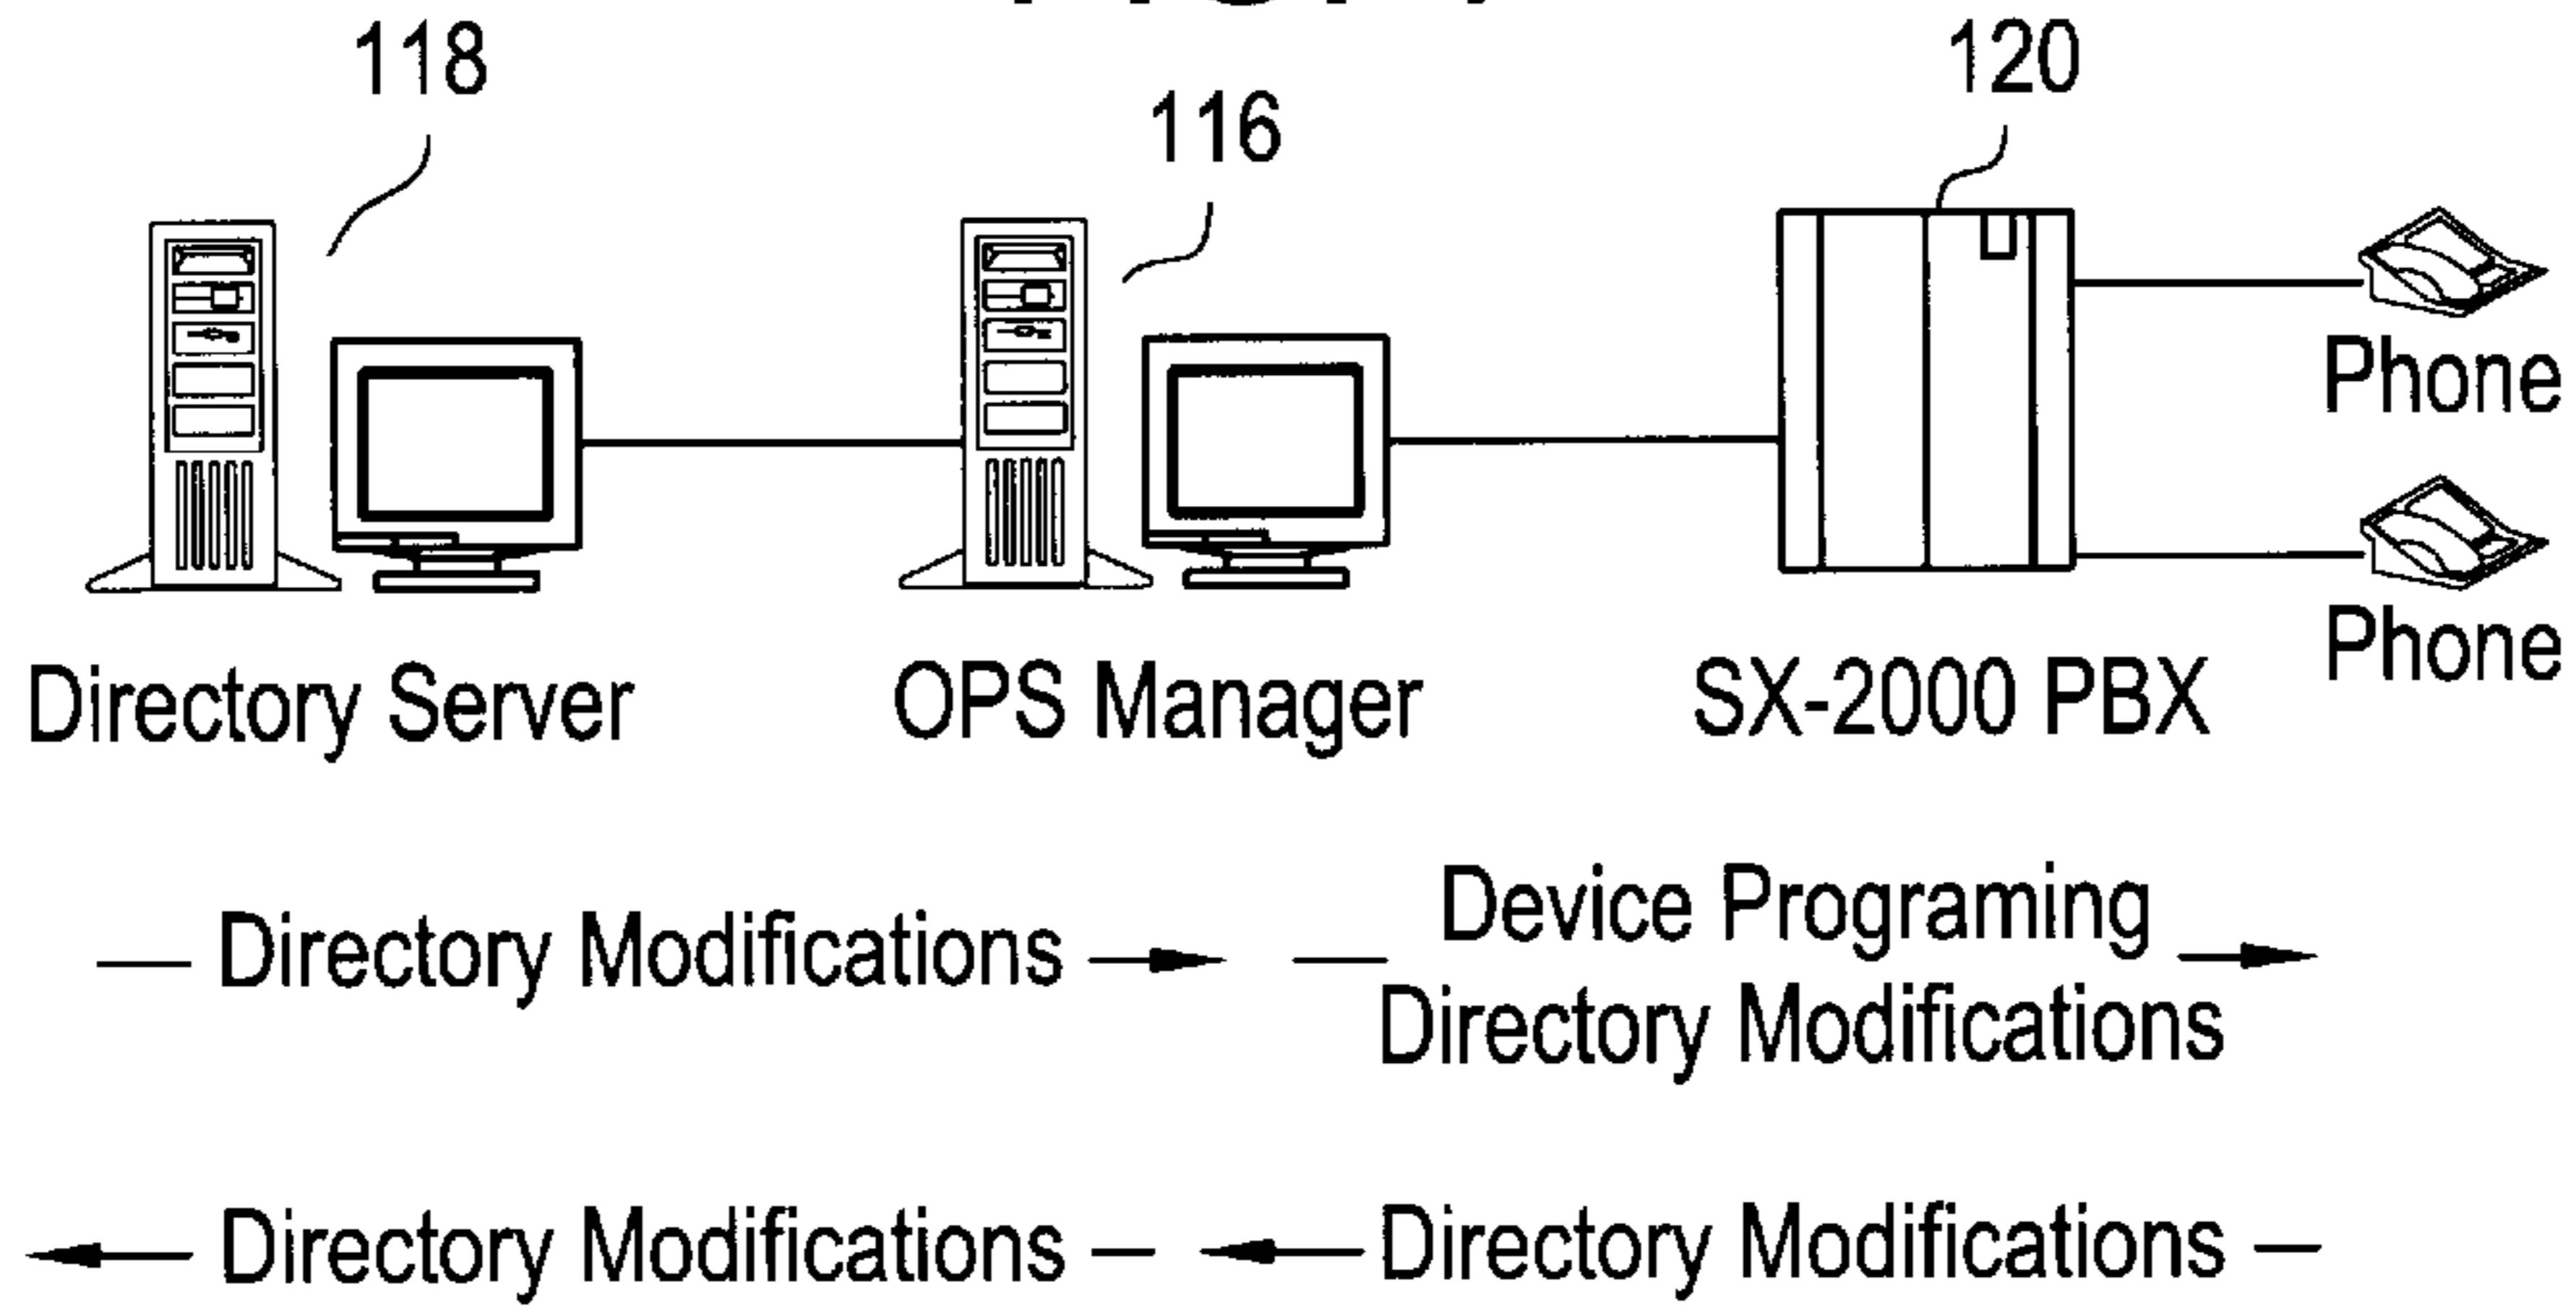 118
116
120
Phone
Phone
Directory Server
OPS Manager
SX-2000 PBX
Directory Modifications
Device Programing
Directory Modifications
Directory Modifications
Directory Modifications